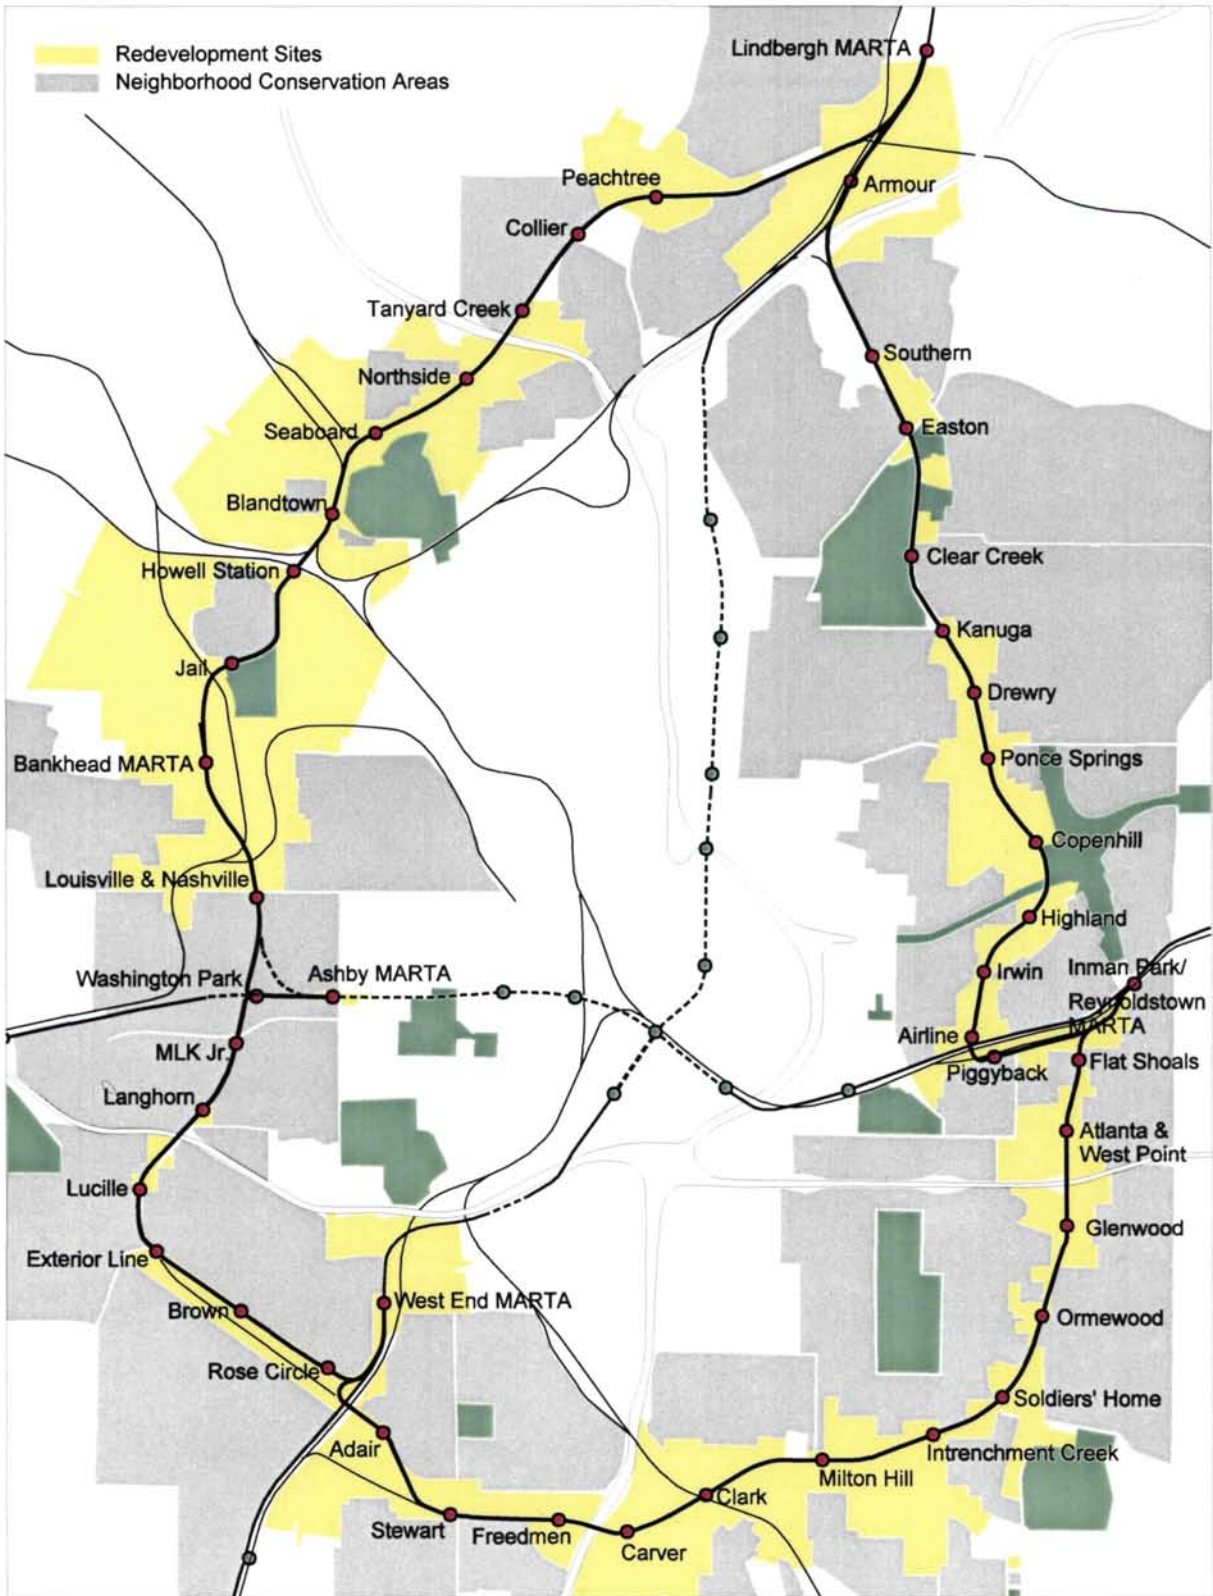 Lindbergh MARTA
Redevelopment Sites
Neighborhood Conservation Areas
Peachtree
Armour
Collier
Tanyard Creek
Southern
Northside
Seaboard
Easton
Blandtown
Clear Creek
Howell Station
Kanuga
Jail
Drewry
Bankhead MARTA
Ponce Springs
Copenhill
Louisville & Nashville
Highland
Washington Park
Ashby MARTA
Irwin
Inman Park/
Reynoldstown
MARTA
Airline
MLK Jr.
Piggyback
Flat Shoals
Langhorn
Atlanta &
West Point
Lucille
Glenwood
Exterior Line
Brown
West End MARTA
Ormewood
Rose Circle
Soldiers' Home
Adair
Intrenchment Creek
Milton Hill
Clark
Stewart
Freedmen
Carver